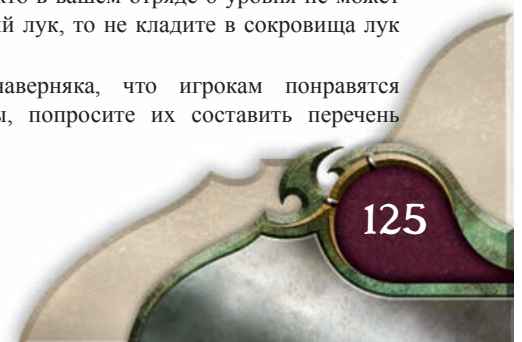 кто в вашем отряде 6 уровня не может
й лук, то не кладите в сокровища лук
наверняка, что игрокам понравятся
ы, попросите их составить перечень
125